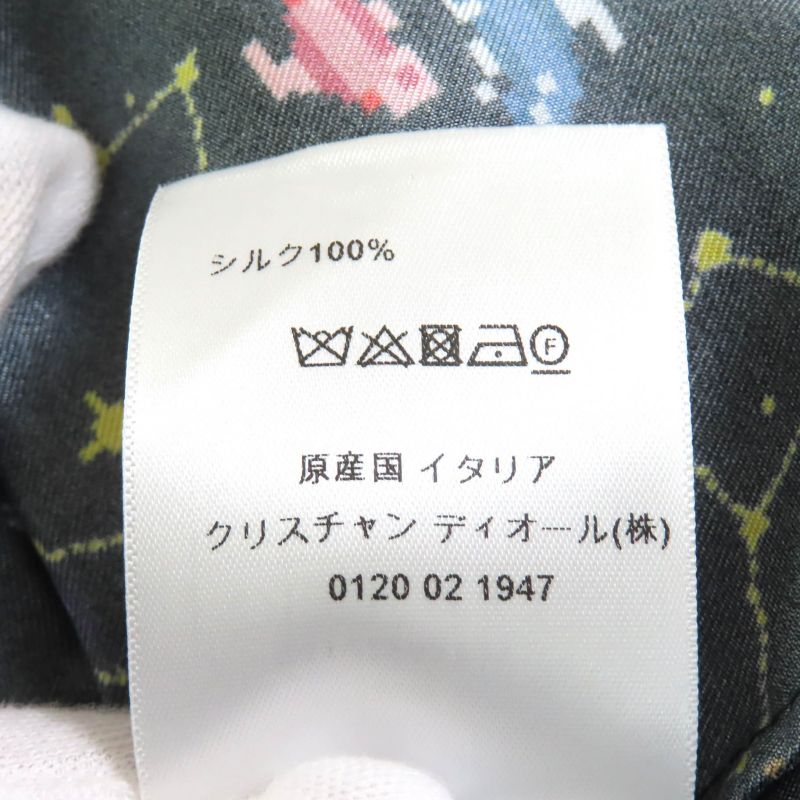 シルク100%
F
原産国 イタリア
クリスチャン ディオール(株)
0120 02 1947